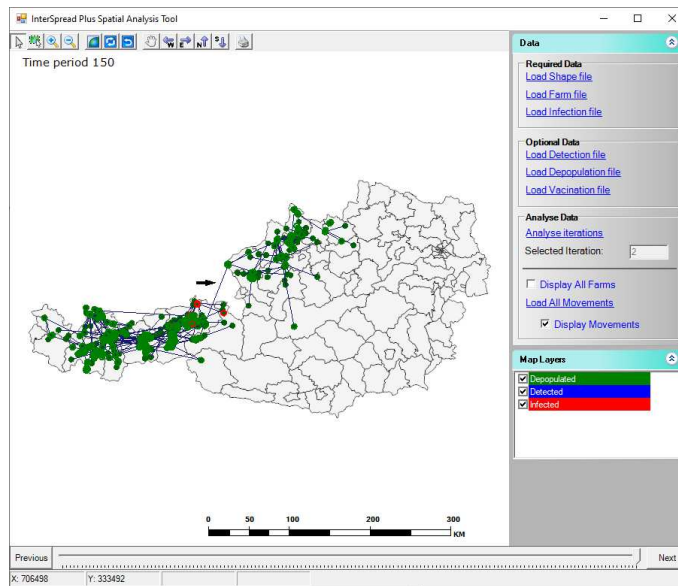 InterSpread Plus Spatial Analysis Tool
W E N S
Time period 150
Data
Required Data
Load Shape file
Load Farm file
Load Infection file
Optional Data
Load Detection file
Load Depopulation file
Load Vacination file
Analyse Data
Analyse iterations
Selected Iteration: 2
Display All Farms
Load All Movements
Display Movements
Map Layers
Depopulated
Detected
Infected
0 50 100 200 300
KM
Previous Next
X: 706498 Y: 333492